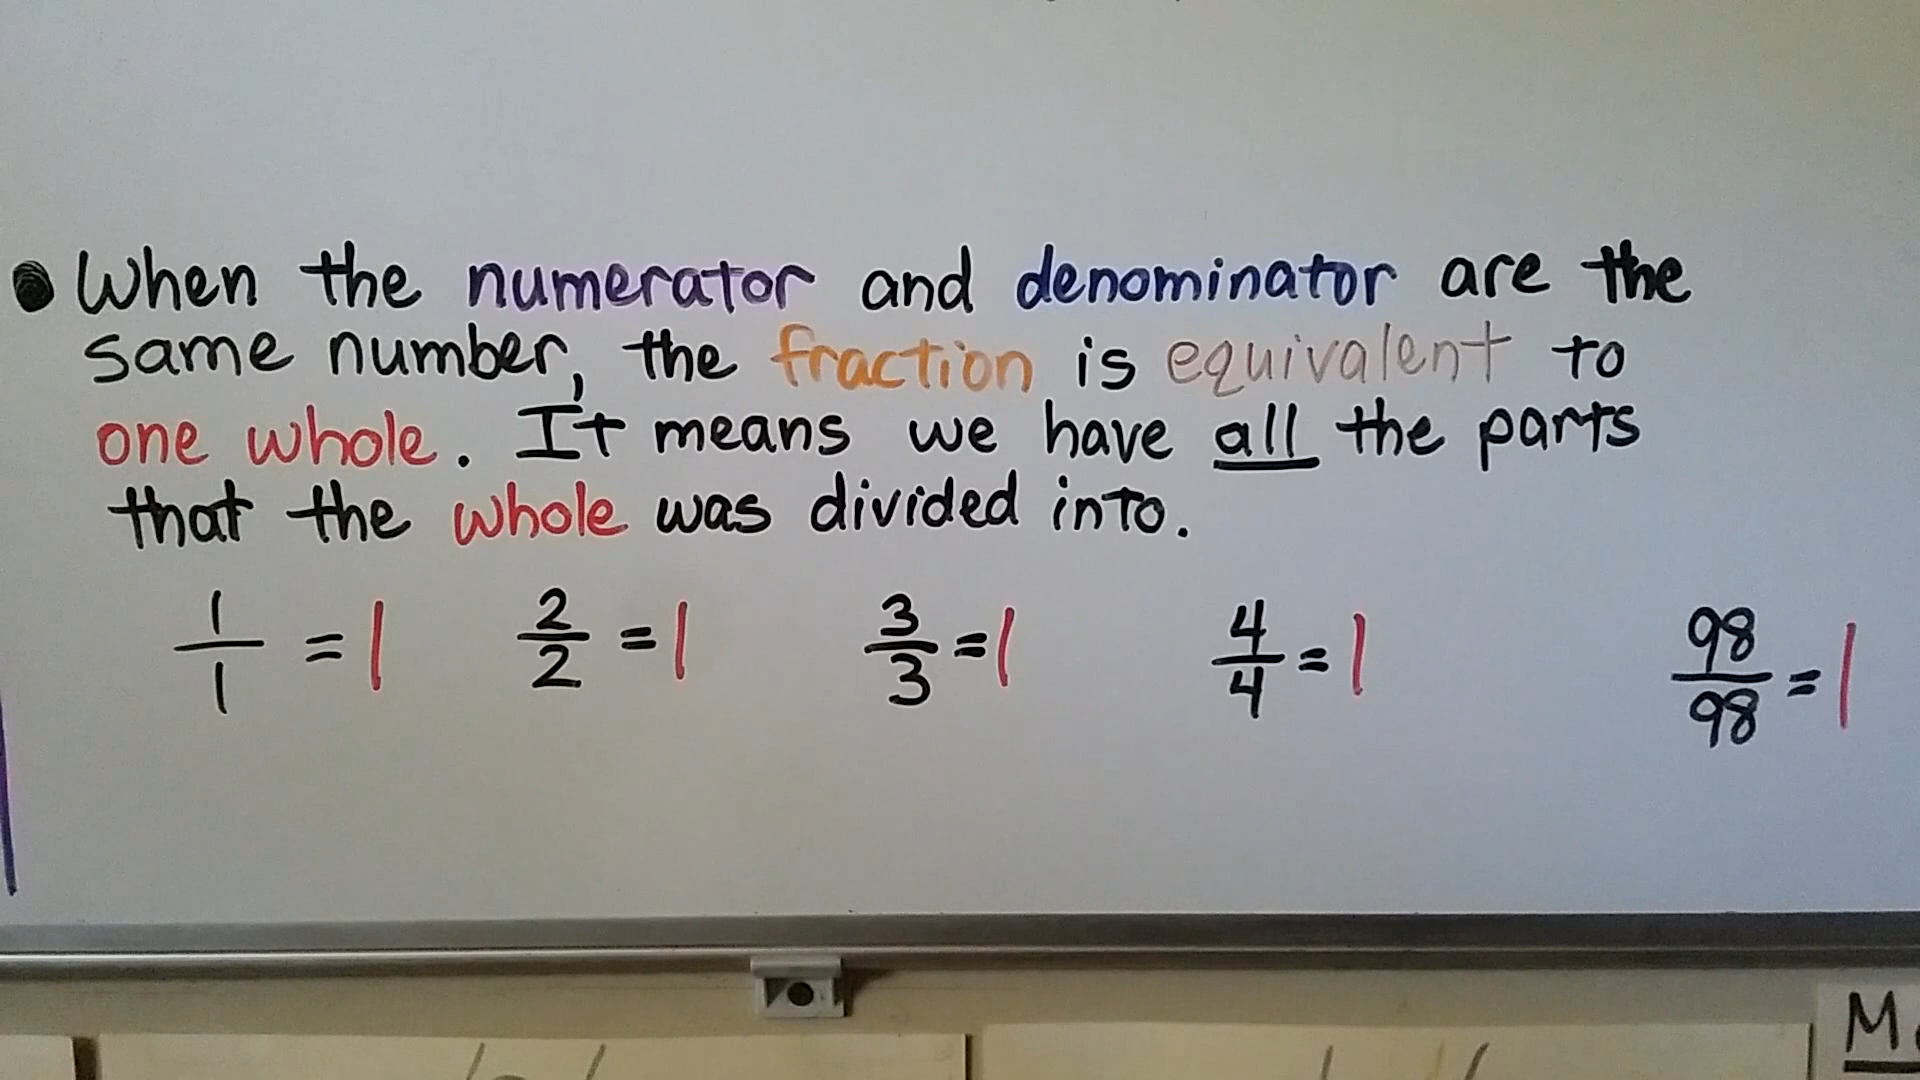 • When the numerator and denominator are the
same number, the fraction is equivalent to
one whole. It means we have all the parts
that the whole was divided into.
1/1 = 1 2/2 = 1 3/3 = 1 4/4 = 1 98/98 = 1